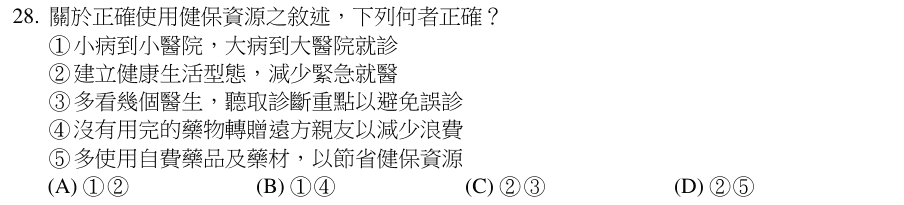 28. 關於正確使用健保資源之敘述，下列何者正確？
①小病到小醫院，大病到大醫院就診
②建立健康生活型態，減少緊急就醫
③多看幾個醫生，聽取診斷重點以避免誤診
④沒有用完的藥物轉贈遠方親友以減少浪費
⑤多使用自費藥品及藥材，以節省健保資源
(A) ①② (B) ①④ (C) ②③ (D) ②⑤